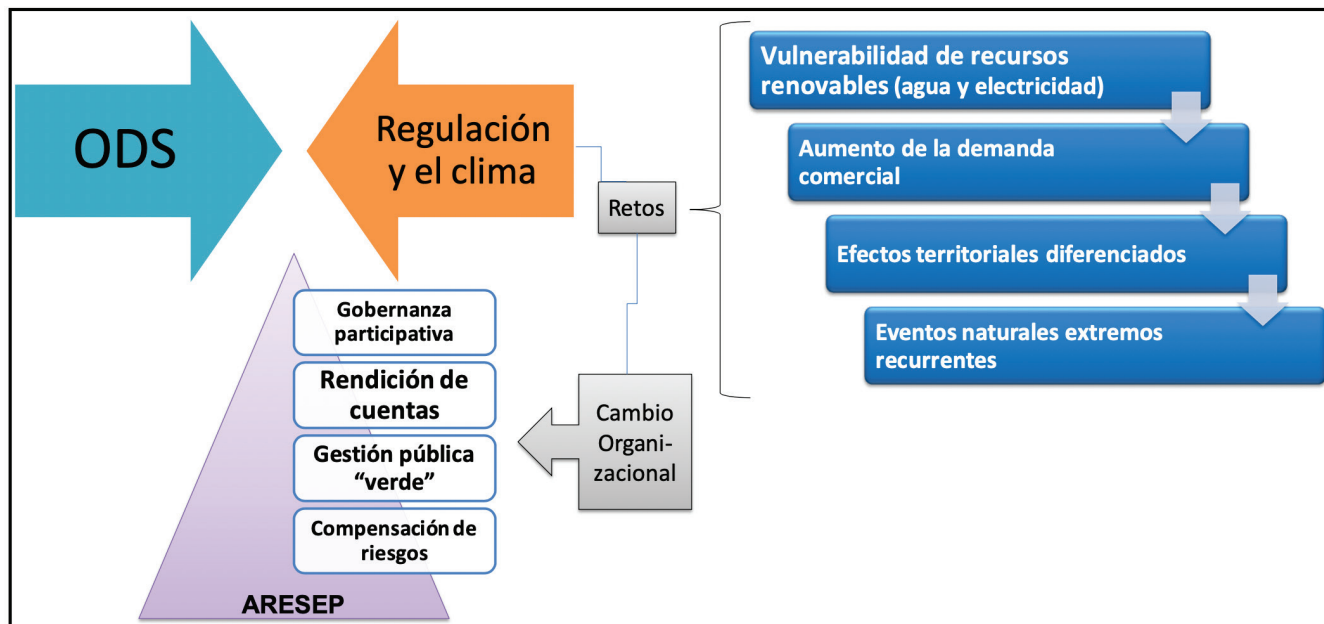 ODS
Regulación
y el clima
Retos
Vulnerabilidad de recursos
renovables (agua y electricidad)
Aumento de la demanda
comercial
Efectos territoriales diferenciados
Eventos naturales extremos
recurrentes
Gobernanza
participativa
Rendición de
cuentas
Gestión pública
“verde”
Compensación de
riesgos
ARESEP
Cambio
Organi-
zacional